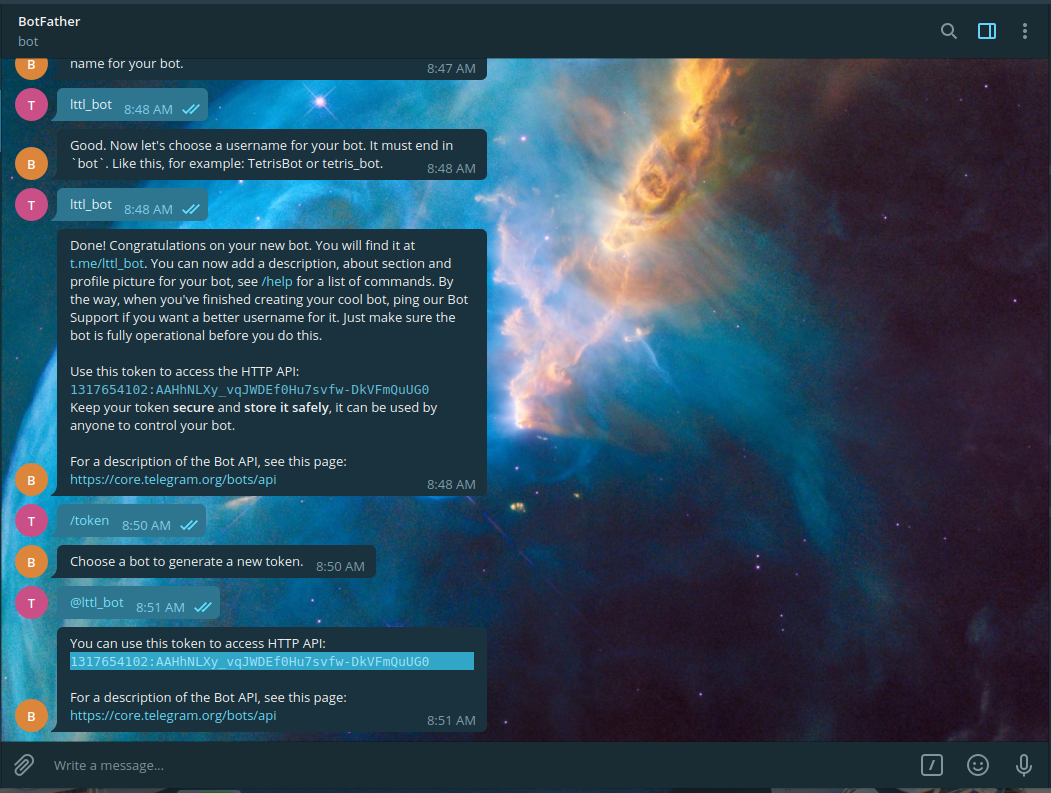 BotFather
bot
B
name for your bot.
8:47 AM
T
lttl_bot 8:48 AM
Good. Now let's choose a username for your bot. It must end in
`bot`. Like this, for example: TetrisBot or tetris_bot.
B
8:48 AM
T
lttl_bot 8:48 AM
Done! Congratulations on your new bot. You will find it at
t.me/lttl_bot. You can now add a description, about section and
profile picture for your bot, see /help for a list of commands. By
the way, when you've finished creating your cool bot, ping our Bot
Support if you want a better username for it. Just make sure the
bot is fully operational before you do this.
Use this token to access the HTTP API:
1317654102:AAHhNLXy_vqJWDEf0Hu7svfw-DkVFmQuUG0
Keep your token secure and store it safely, it can be used by
anyone to control your bot.
For a description of the Bot API, see this page:
B
https://core.telegram.org/bots/api
8:48 AM
T
/token 8:50 AM
B
Choose a bot to generate a new token. 8:50 AM
T
@lttl_bot 8:51 AM
You can use this token to access HTTP API:
1317654102:AAHhNLXy_vqJWDEf0Hu7svfw-DkVFmQuUG0
For a description of the Bot API, see this page:
B
https://core.telegram.org/bots/api
8:51 AM
Write a message...